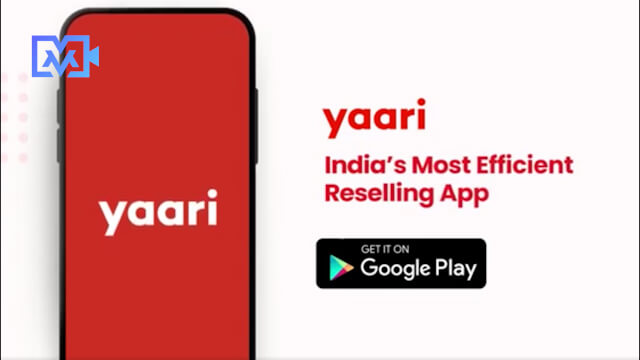 yaari
yaari
India's Most Efficient
Reselling App
GET IT ON
Google Play